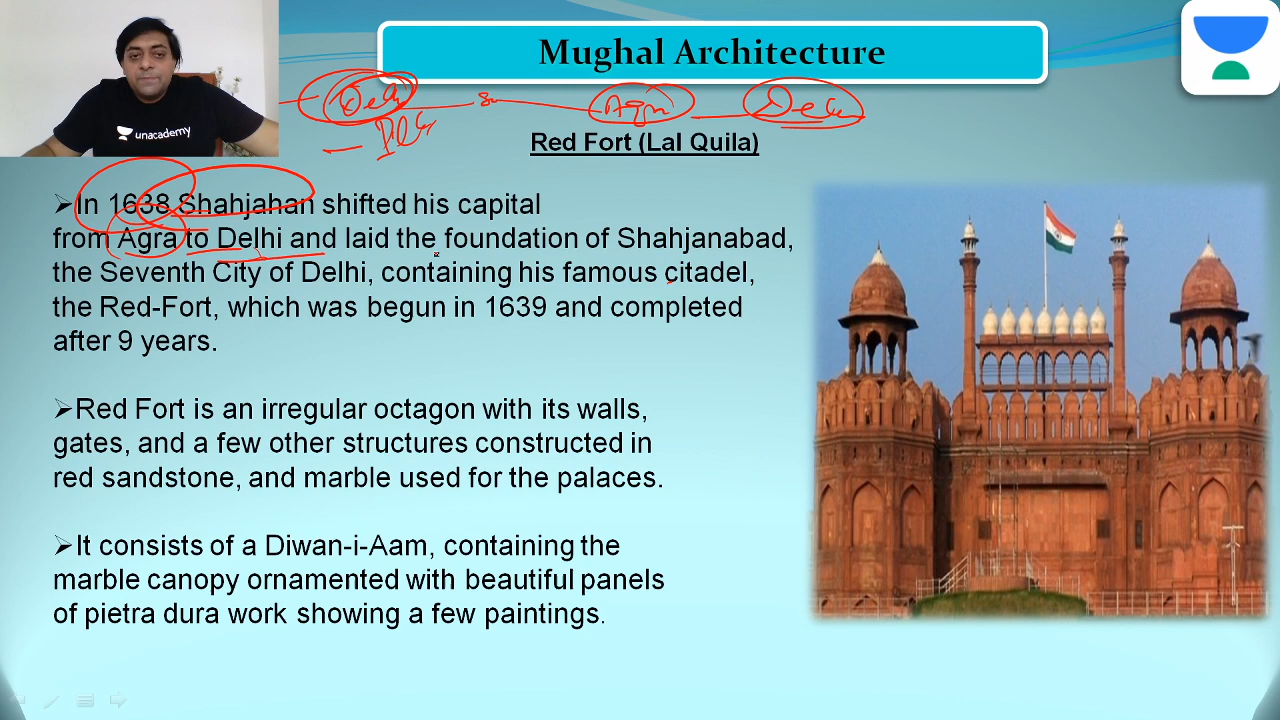 Mughal Architecture
unacademy
Delhi Agra Delhi
Red Fort (Lal Quila)
➢In 1638 Shahjahan shifted his capital
from Agra to Delhi and laid the foundation of Shahjanabad,
the Seventh City of Delhi, containing his famous citadel,
the Red-Fort, which was begun in 1639 and completed
after 9 years.
➢Red Fort is an irregular octagon with its walls,
gates, and a few other structures constructed in
red sandstone, and marble used for the palaces.
➢It consists of a Diwan-i-Aam, containing the
marble canopy ornamented with beautiful panels
of pietra dura work showing a few paintings.